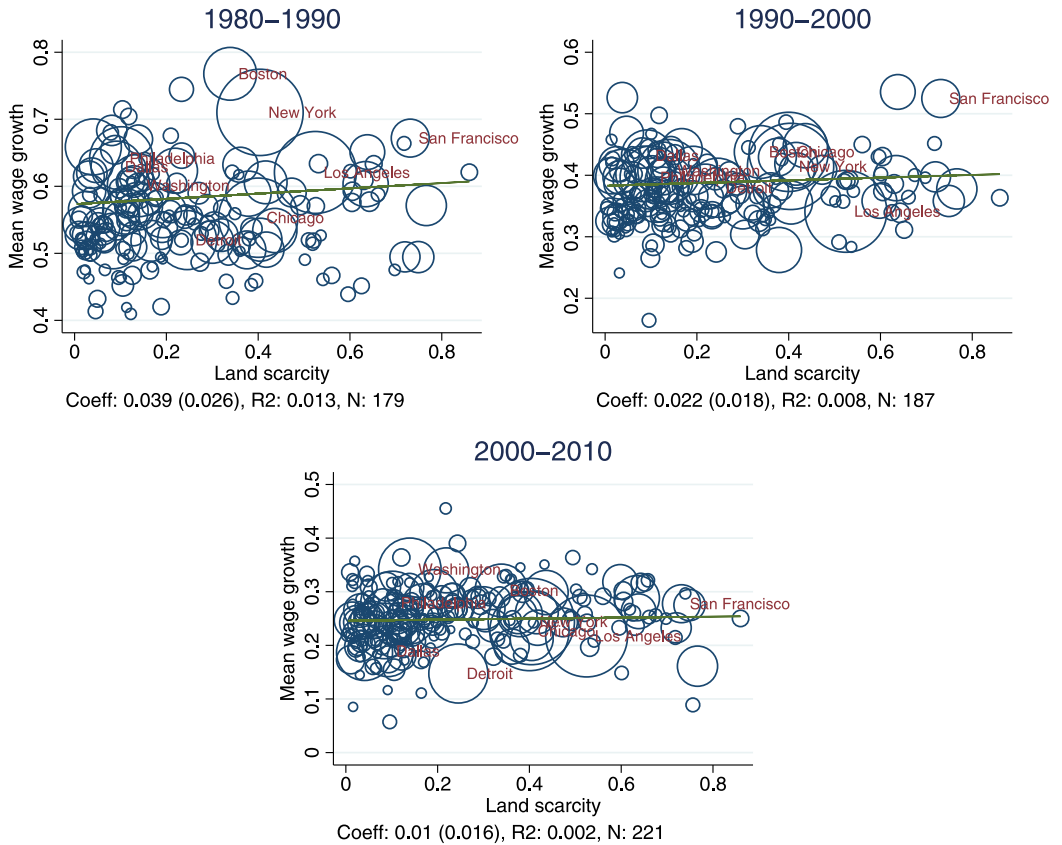 1980−1990
Mean wage growth
0.8
0.7
0.6
0.5
0.4
Boston
New York
San Francisco
Philadelphia
Dallas
Los Angeles
Washington
Chicago
Detroit
0 0.2 0.4 0.6 0.8
Land scarcity
Coeff: 0.039 (0.026), R2: 0.013, N: 179
1990−2000
Mean wage growth
0.6
0.5
0.4
0.3
0.2
San Francisco
Dallas
Boston
Chicago
New York
Washington
Philadelphia
Detroit
Los Angeles
0 0.2 0.4 0.6 0.8
Land scarcity
Coeff: 0.022 (0.018), R2: 0.008, N: 187
2000−2010
Mean wage growth
0.5
0.4
0.3
0.2
0.1
0
Washington
Boston
Philadelphia
San Francisco
New York
Chicago
Los Angeles
Dallas
Detroit
0 0.2 0.4 0.6 0.8
Land scarcity
Coeff: 0.01 (0.016), R2: 0.002, N: 221